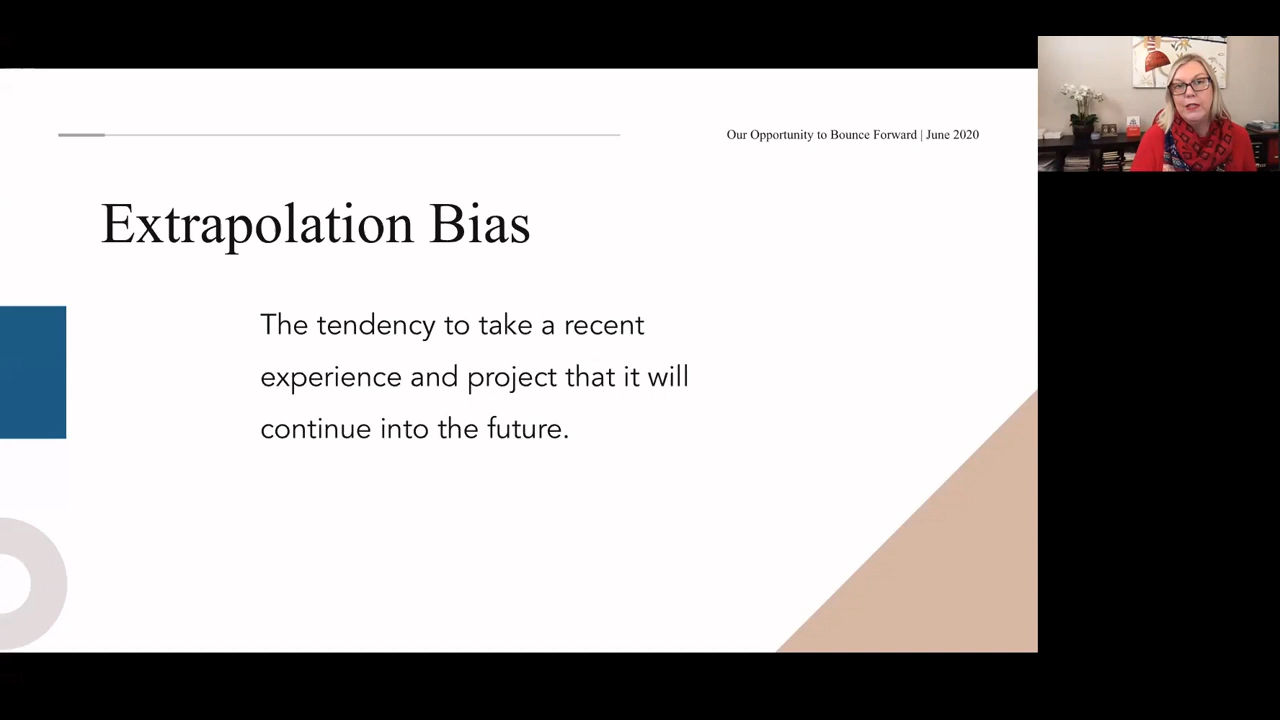 Our Opportunity to Bounce Forward | June 2020
Extrapolation Bias
The tendency to take a recent
experience and project that it will
continue into the future.